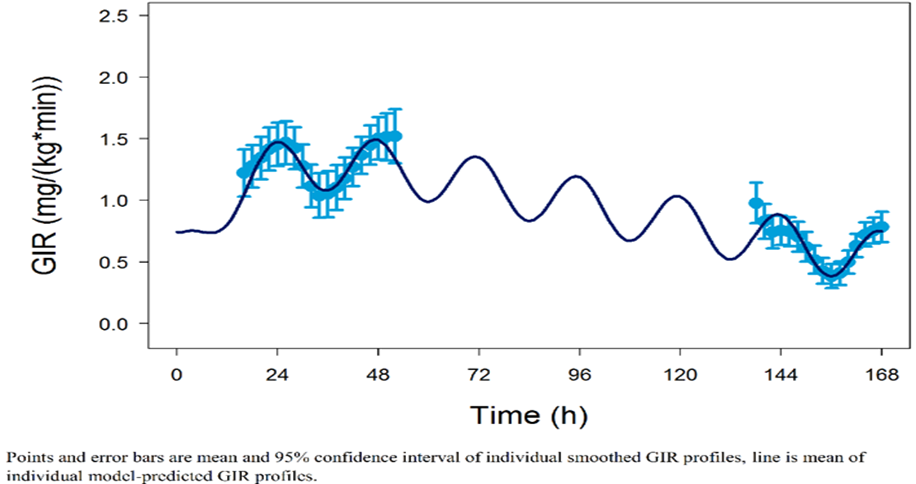 2.5
2.0
1.5
1.0
0.5
0.0
GIR (mg/(kg*min))
0 24 48 72 96 120 144 168
Time (h)
Points and error bars are mean and 95% confidence interval of individual smoothed GIR profiles, line is mean of
individual model-predicted GIR profiles.